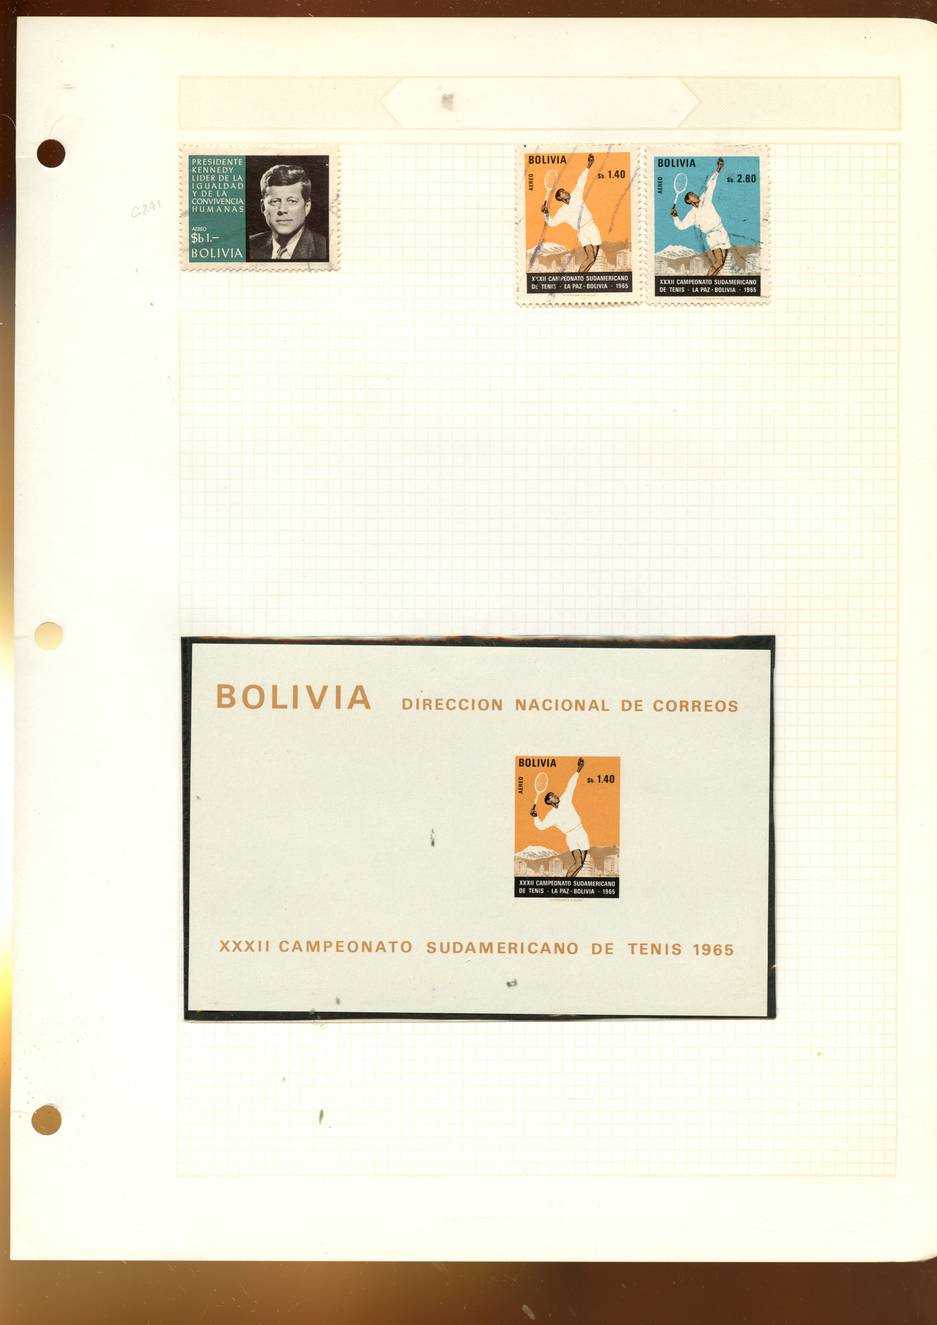 PRESIDENTE
KENNEDY
LIDER DE LA
IGUALDAD
Y DE LA
CONVIVENCIA
HUMANAS
AEREO
$b 1.–
BOLIVIA
C291
BOLIVIA
AEREO
$b. 1.40
XXXII CAMPEONATO SUDAMERICANO
DE TENIS - LA PAZ - BOLIVIA - 1965
BOLIVIA
AEREO
$b. 2.80
XXXII CAMPEONATO SUDAMERICANO
DE TENIS - LA PAZ - BOLIVIA - 1965
BOLIVIA DIRECCION NACIONAL DE CORREOS
BOLIVIA
AEREO
$b. 1.40
XXXII CAMPEONATO SUDAMERICANO
DE TENIS - LA PAZ - BOLIVIA - 1965
XXXII CAMPEONATO SUDAMERICANO DE TENIS 1965